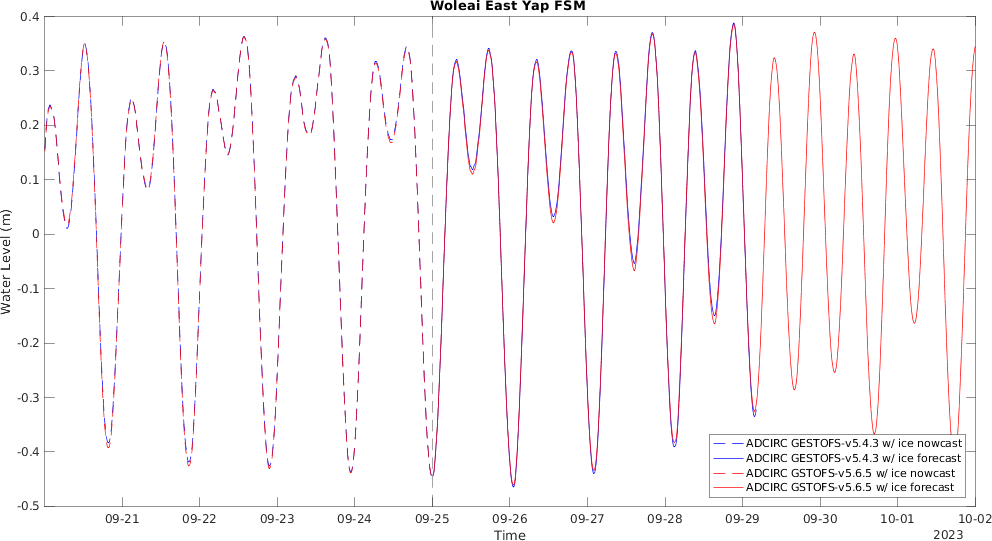 Woleai East Yap FSM
0.4
0.3
0.2
0.1
0
-0.1
-0.2
-0.3
-0.4
-0.5
Water Level (m)
ADCIRC GESTOFS-v5.4.3 w/ ice nowcast
ADCIRC GESTOFS-v5.4.3 w/ ice forecast
ADCIRC GSTOFS-v5.6.5 w/ ice nowcast
ADCIRC GSTOFS-v5.6.5 w/ ice forecast
09-21 09-22 09-23 09-24 09-25 09-26 09-27 09-28 09-29 09-30 10-01 10-02
Time
2023